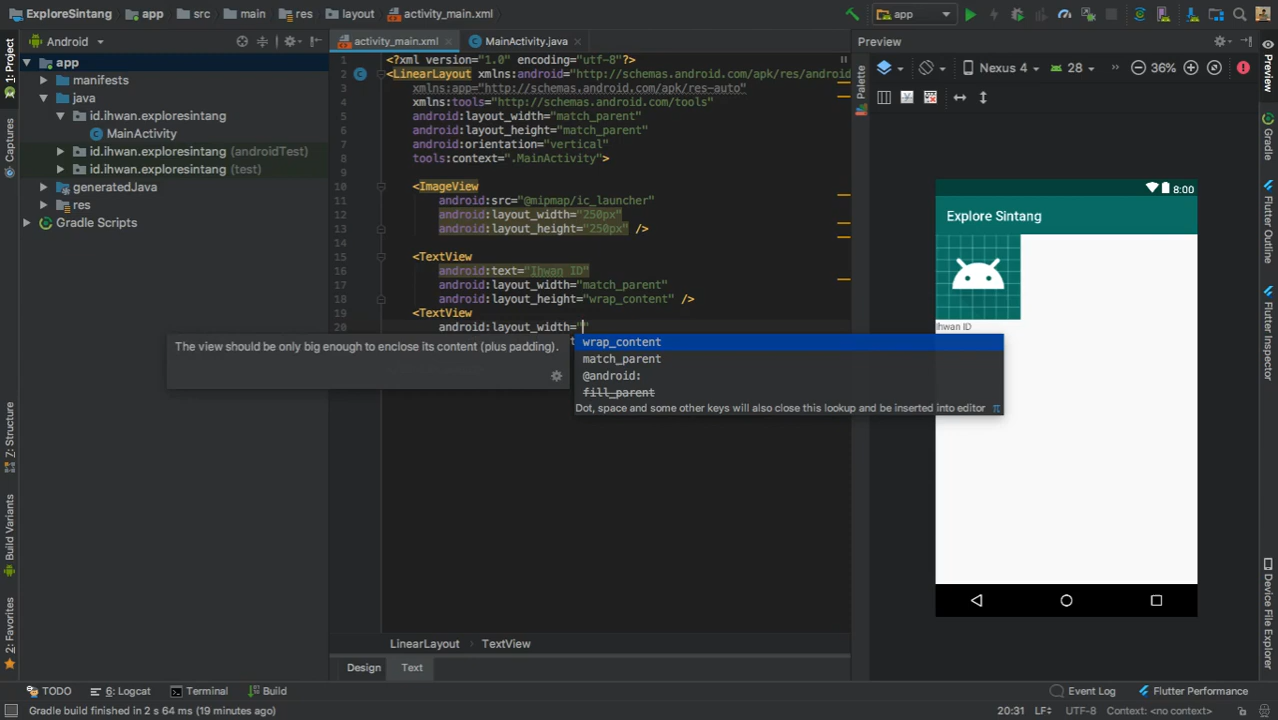 ExploreSintang
app
src
main
res
layout
activity_main.xml
app
Android
activity_main.xml
MainActivity.java
Preview
Nexus 4
28
36%
1: Project
Captures
7: Structure
Build Variants
2: Favorites
app
manifests
java
id.ihwan.exploresintang
MainActivity
id.ihwan.exploresintang (androidTest)
id.ihwan.exploresintang (test)
generatedJava
res
Gradle Scripts
1 <?xml version="1.0" encoding="utf-8"?>
2 <LinearLayout xmlns:android="http://schemas.android.com/apk/res/android
3 xmlns:app="http://schemas.android.com/apk/res-auto"
4 xmlns:tools="http://schemas.android.com/tools"
5 android:layout_width="match_parent"
6 android:layout_height="match_parent"
7 android:orientation="vertical"
8 tools:context=".MainActivity">
9
10 <ImageView
11 android:src="@mipmap/ic_launcher"
12 android:layout_width="250px"
13 android:layout_height="250px" />
14
15 <TextView
16 android:text="Ihwan ID"
17 android:layout_width="match_parent"
18 android:layout_height="wrap_content" />
19 <TextView
20 android:layout_width=""
The view should be only big enough to enclose its content (plus padding).
wrap_content
match_parent
@android:
fill_parent
Dot, space and some other keys will also close this lookup and be inserted into editor π
LinearLayout
TextView
Design
Text
Palette
8:00
Explore Sintang
Ihwan ID
Preview
Gradle
Flutter Outline
Flutter Inspector
Device File Explorer
TODO
6: Logcat
Terminal
Build
Event Log
Flutter Performance
Gradle build finished in 2 s 64 ms (19 minutes ago)
20:31
LF
UTF-8
Context: <no context>